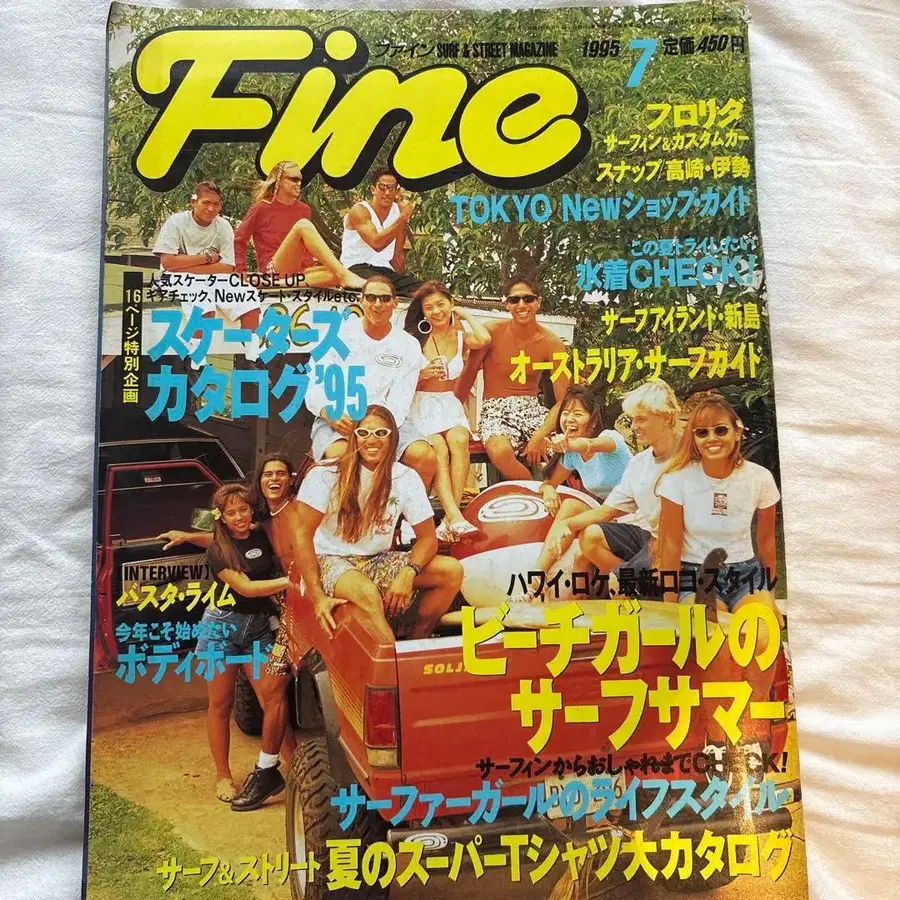 Fine
ファイン SURF & STREET MAGAZINE
1995 7 定価450円
フロリダ
サーフィン&カスタムカー
スナップ/高崎・伊勢
TOKYO Newショップ・ガイド
この夏トライしたい
水着CHECK!
サーフアイランド・新島
オーストラリア・サーフガイド
16ページ特別企画
人気スケーターCLOSE UP
ギアチェック、Newスケート・スタイルetc.
スケーターズ
カタログ'95
[INTERVIEW]
バスタ・ライム
今年こそ始めたい
ボディボード
ハワイ・ロケ、最新ロコ・スタイル
ビーチガールの
サーフサマー
サーフィンからおしゃれまでCHECK!
サーファーガールのライフスタイル
サーフ&ストリート 夏のスーパーTシャツ大カタログ